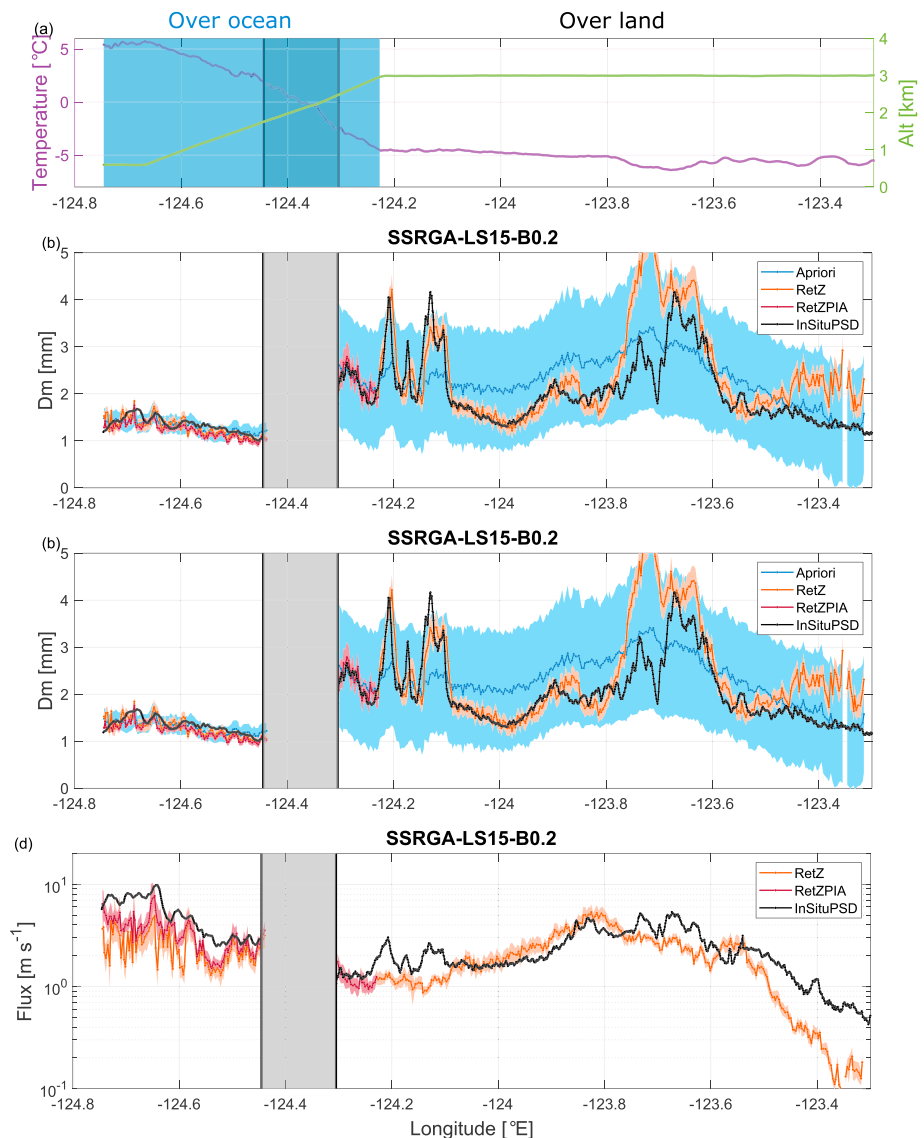 Over ocean
Over land
(a)
Temperature [°C]
5
0
-5
4
3
2
1
0
Alt [km]
-124.8 -124.6 -124.4 -124.2 -124 -123.8 -123.6 -123.4
(b)
SSRGA-LS15-B0.2
Dm [mm]
5
4
3
2
1
0
Apriori
RetZ
RetZPIA
InSituPSD
-124.8 -124.6 -124.4 -124.2 -124 -123.8 -123.6 -123.4
(b)
SSRGA-LS15-B0.2
Dm [mm]
5
4
3
2
1
0
Apriori
RetZ
RetZPIA
InSituPSD
-124.8 -124.6 -124.4 -124.2 -124 -123.8 -123.6 -123.4
(d)
SSRGA-LS15-B0.2
Flux [m s⁻¹]
10¹
10⁰
10⁻¹
RetZ
RetZPIA
InSituPSD
-124.8 -124.6 -124.4 -124.2 -124 -123.8 -123.6 -123.4
Longitude [°E]